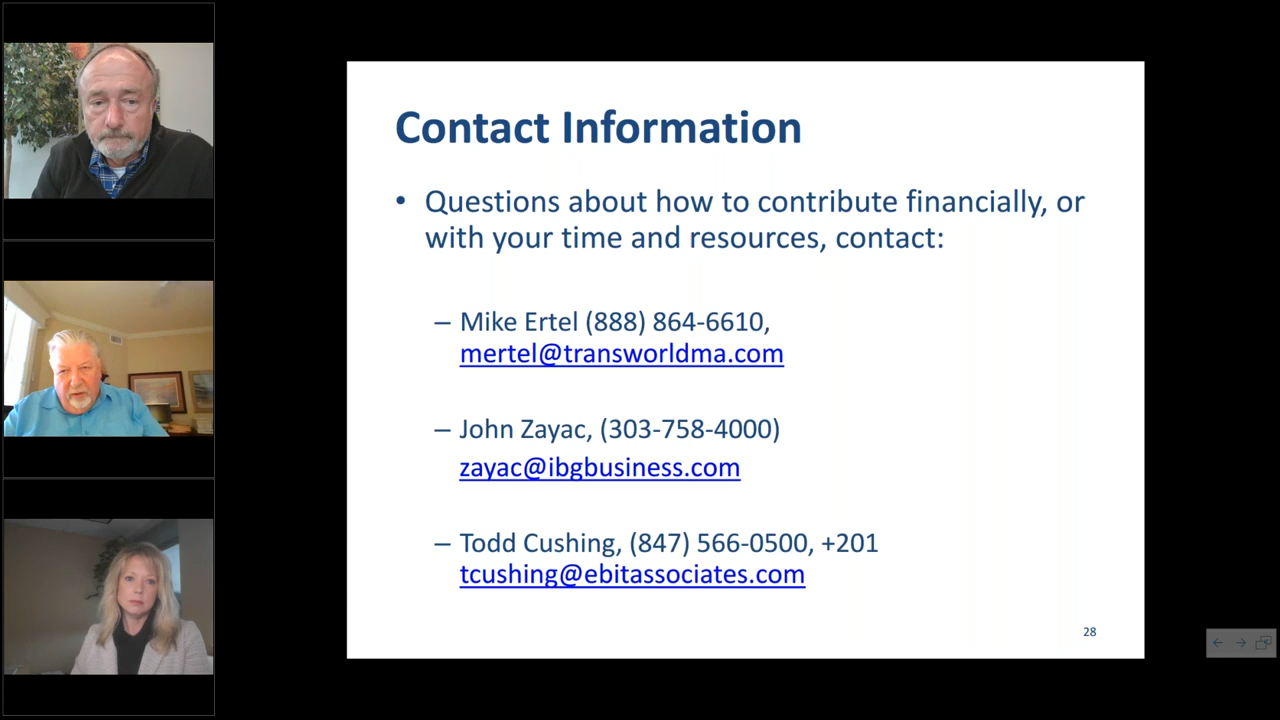 Contact Information
• Questions about how to contribute financially, or
with your time and resources, contact:
– Mike Ertel (888) 864-6610,
mertel@transworldma.com
– John Zayac, (303-758-4000)
zayac@ibgbusiness.com
– Todd Cushing, (847) 566-0500, +201
tcushing@ebitassociates.com
28